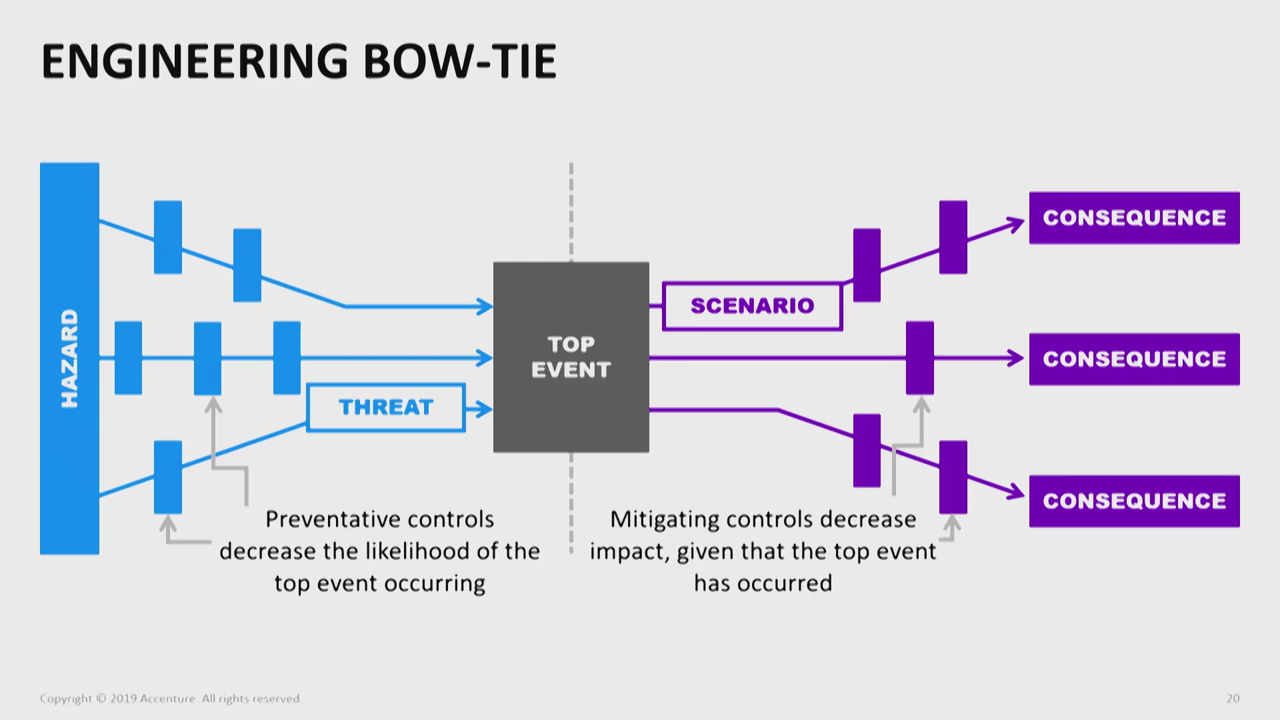 ENGINEERING BOW-TIE
HAZARD
THREAT
TOP
EVENT
SCENARIO
CONSEQUENCE
CONSEQUENCE
CONSEQUENCE
Preventative controls
decrease the likelihood of the
top event occurring
Mitigating controls decrease
impact, given that the top event
has occurred
Copyright © 2019 Accenture. All rights reserved.
20